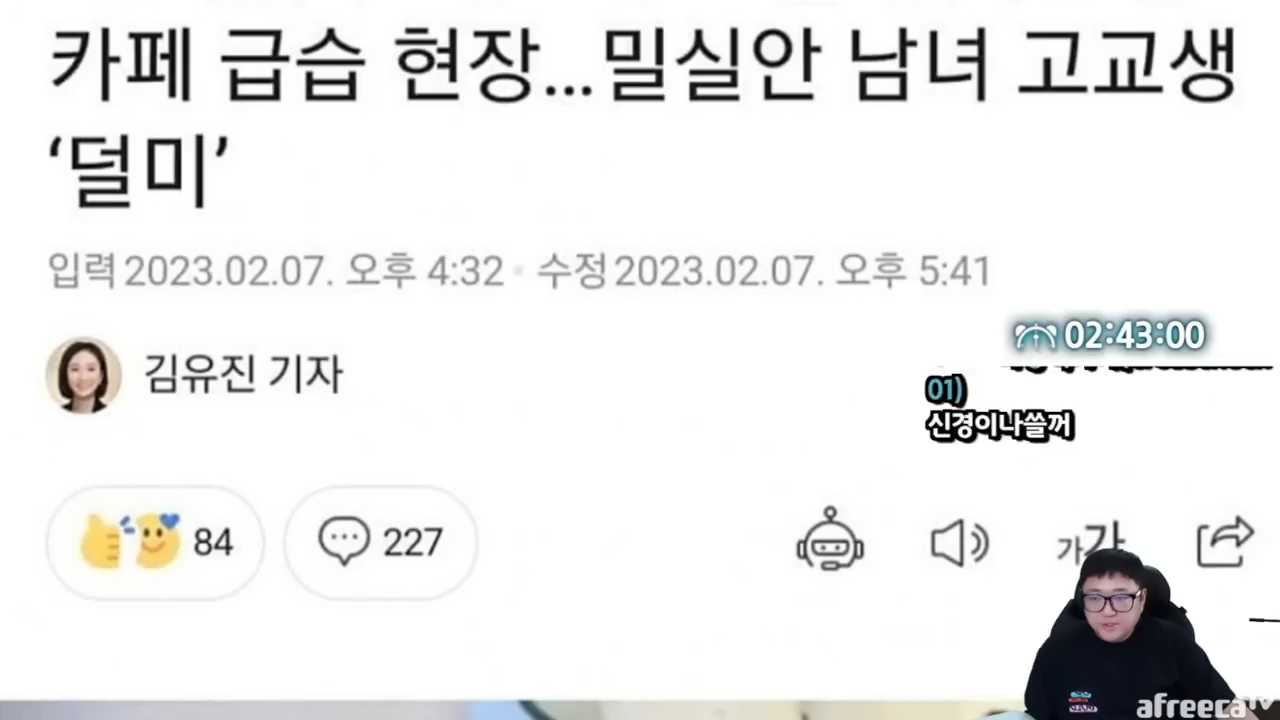 카페 급습 현장...밀실안 남녀 고교생
‘덜미’
입력 2023.02.07. 오후 4:32 · 수정 2023.02.07. 오후 5:41
02:43:00
김유진 기자
01)
신경이나쓸꺼
84
227
가가
afreecaTV